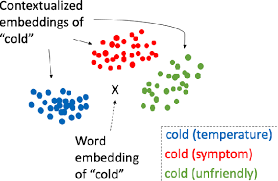 Contextualized
embeddings of
“cold”
X
Word
embedding
of “cold”
cold (temperature)
cold (symptom)
cold (unfriendly)